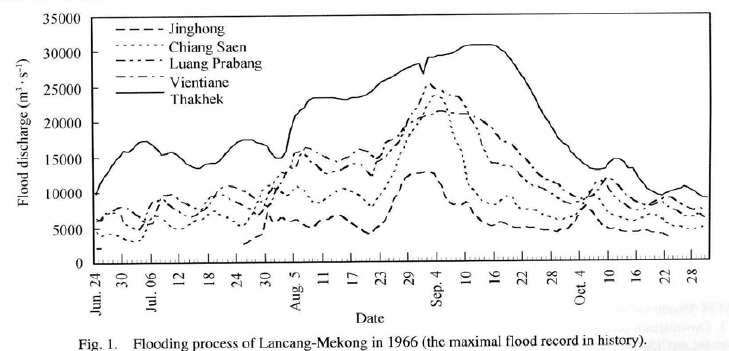 35000
30000
25000
20000
15000
10000
5000
0
Flood discharge (m³·s⁻¹)
Jinghong
Chiang Saen
Luang Prabang
Vientiane
Thakhek
Jun. 24
30
Jul. 06
12
18
24
30
Aug. 5
11
17
23
29
Sep. 4
10
16
22
28
Oct. 4
10
16
22
28
Date
Fig. 1. Flooding process of Lancang-Mekong in 1966 (the maximal flood record in history).